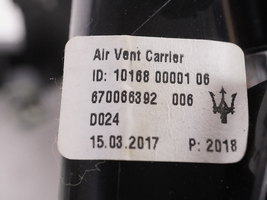 Air Vent Carrier
ID: 10168 00001 06
670066392 006
D024
15.03.2017 P: 2018